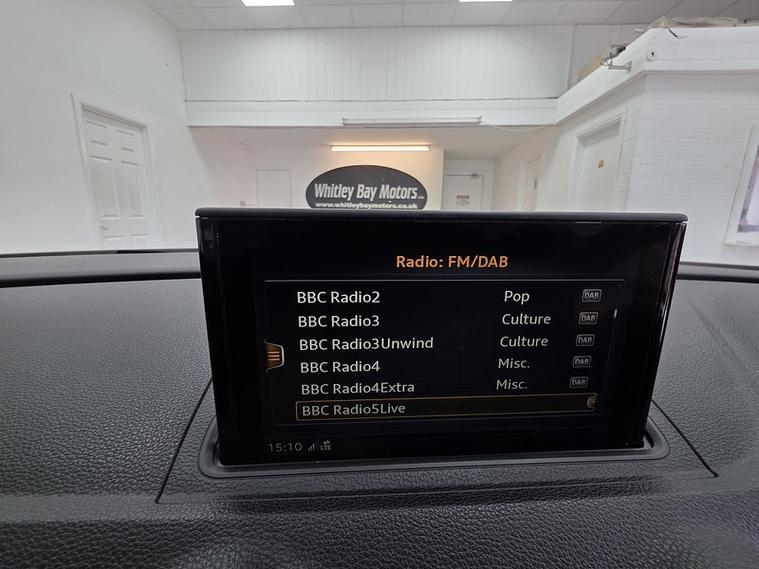 Whitley Bay Motors
www.whitleybaymotors.co.uk
Radio: FM/DAB
BBC Radio2 Pop DAB
BBC Radio3 Culture DAB
BBC Radio3Unwind Culture DAB
BBC Radio4 Misc. DAB
BBC Radio4Extra Misc. DAB
BBC Radio5Live
15:10 LTE